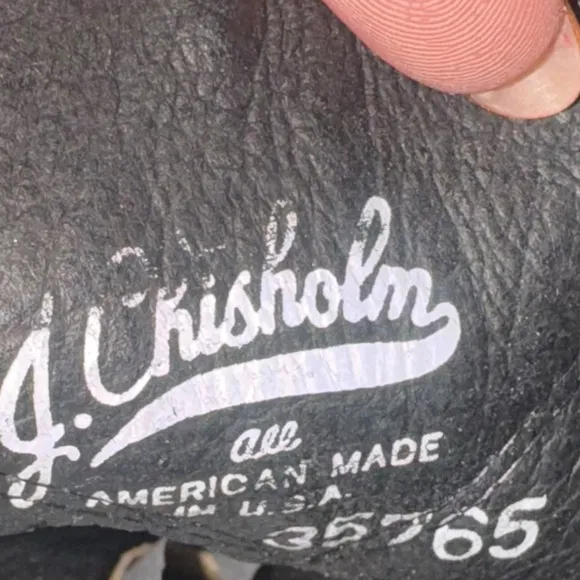 J. Chisholm
all
AMERICAN MADE
IN U.S.A.
35765